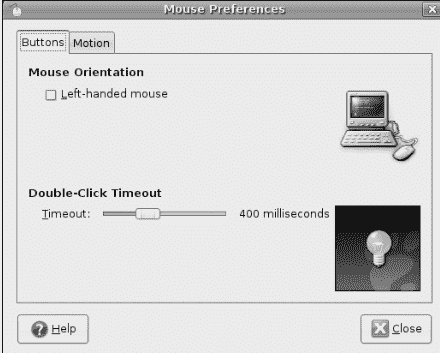 Mouse Preferences
Buttons Motion
Mouse Orientation
Left-handed mouse
Double-Click Timeout
Timeout: 400 milliseconds
Help Close